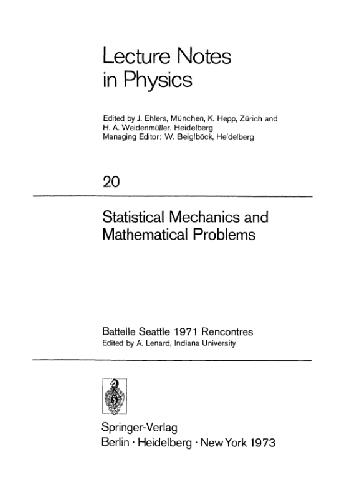 Lecture Notes
in Physics
Edited by J. Ehlers, München, K. Hepp, Zürich and
H. A. Weidenmüller, Heidelberg
Managing Editor: W. Beiglböck, Heidelberg
20
Statistical Mechanics and
Mathematical Problems
Battelle Seattle 1971 Rencontres
Edited by A. Lenard, Indiana University
Springer-Verlag
Berlin · Heidelberg · New York 1973